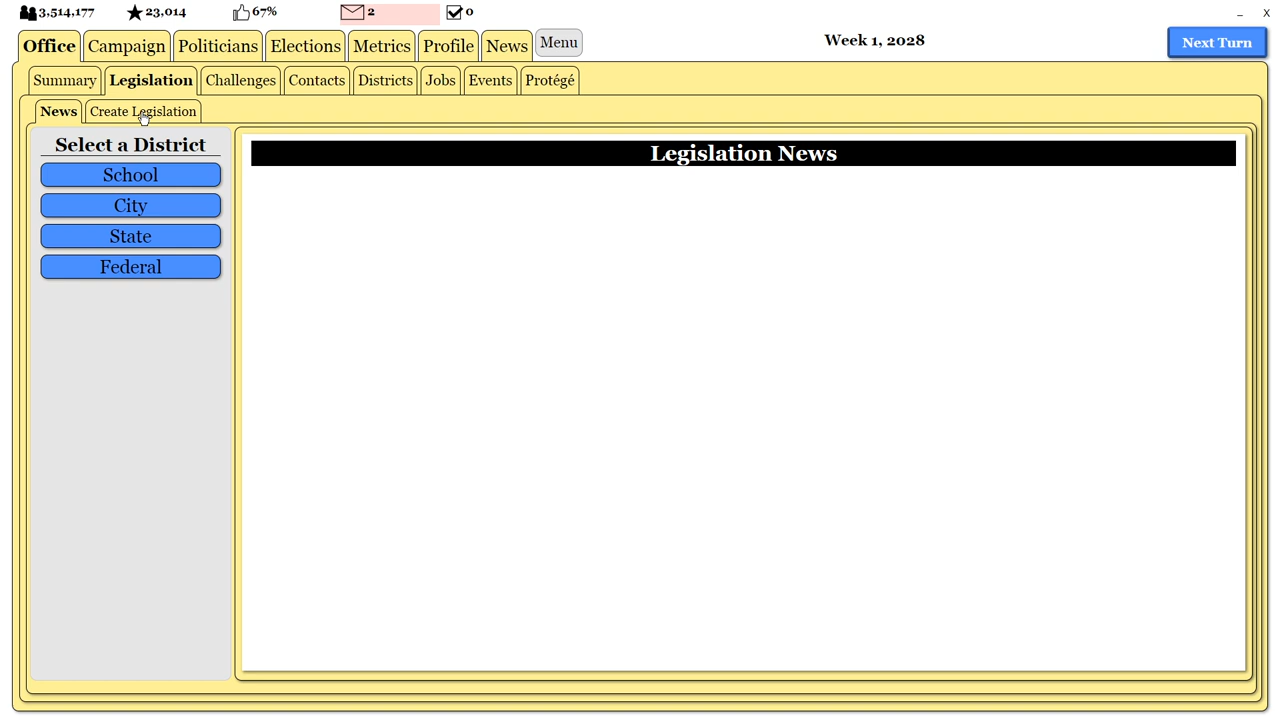 3,514,177 23,014 67% 2 0 _ X
Office Campaign Politicians Elections Metrics Profile News Menu Week 1, 2028 Next Turn
Summary Legislation Challenges Contacts Districts Jobs Events Protégé
News Create Legislation
Select a District
School
City
State
Federal
Legislation News